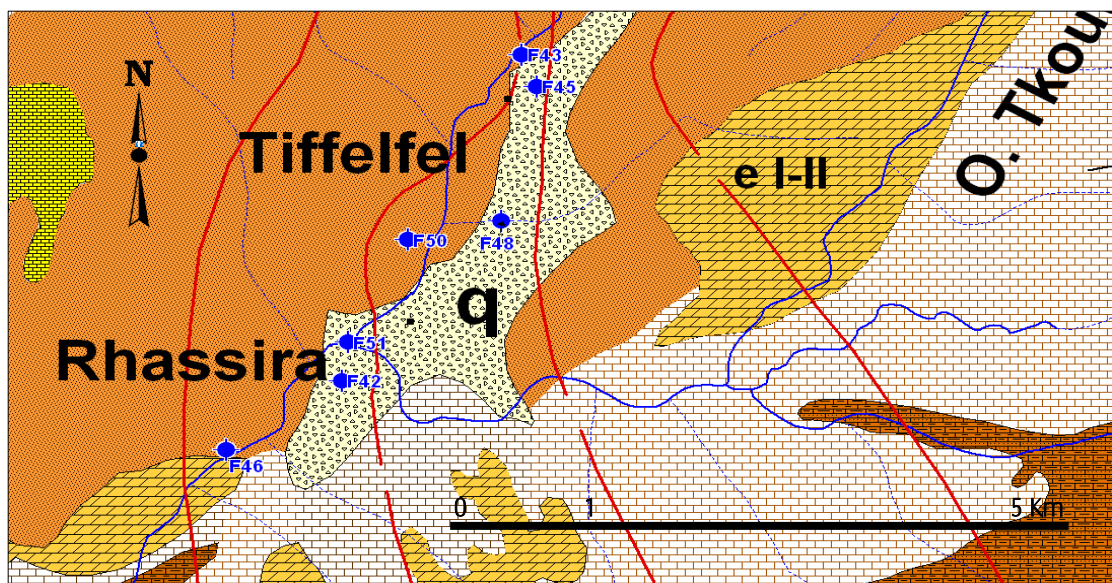 F43
O. Tkou
N
F45
Tiffelfel
e I-II
F48
F50
q
F51
Rhassira
F42
F46
0 1 5 Km